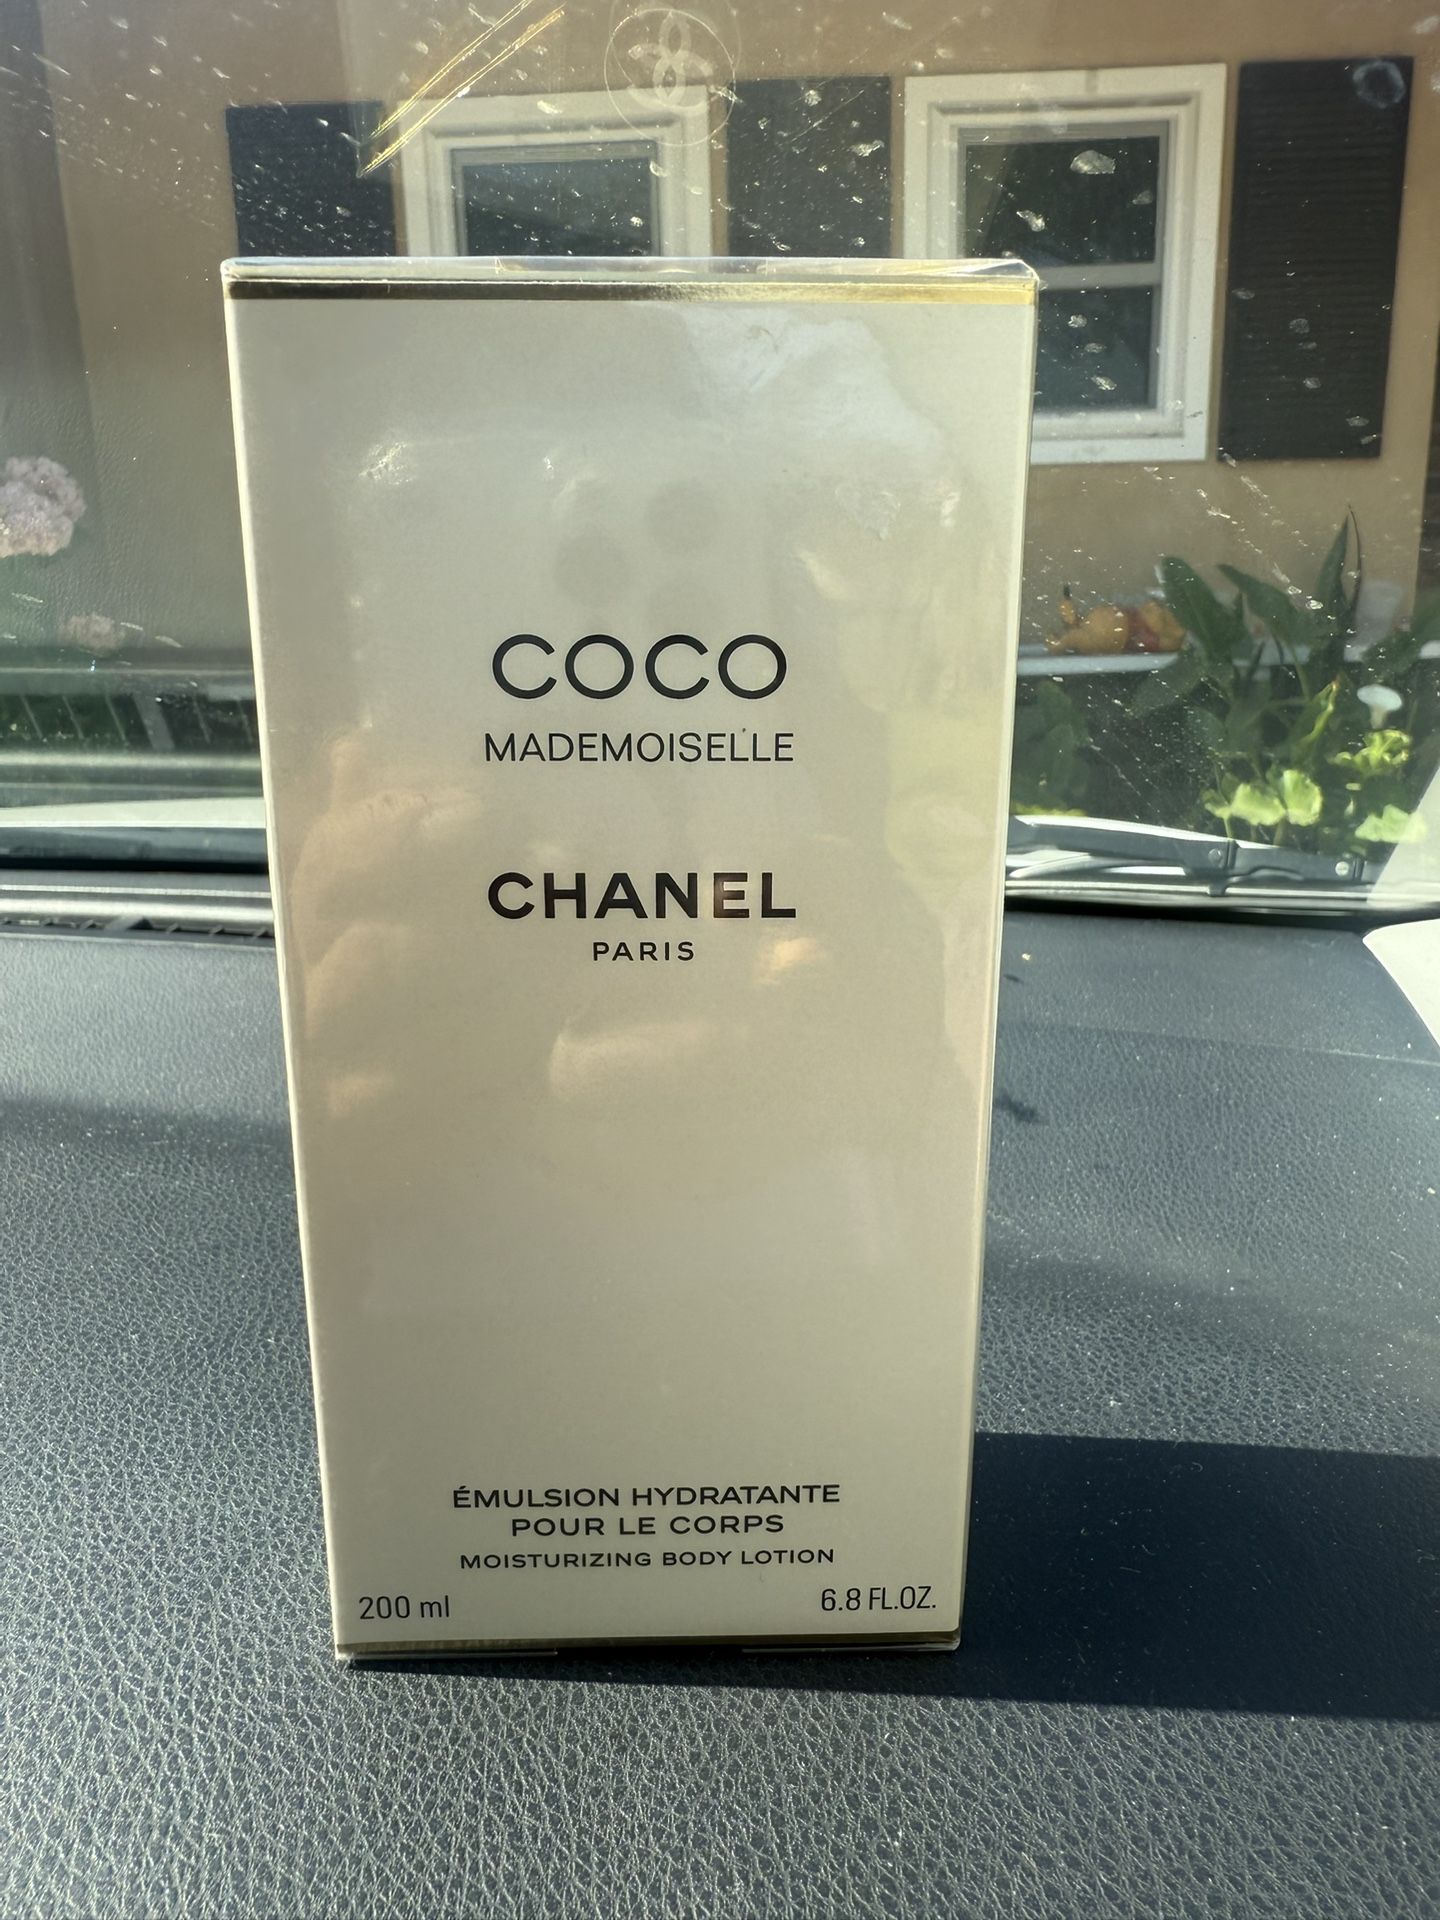 COCO
MADEMOISELLE
CHANEL
PARIS
ÉMULSION HYDRATANTE
POUR LE CORPS
MOISTURIZING BODY LOTION
200 ml 6.8 FL.OZ.